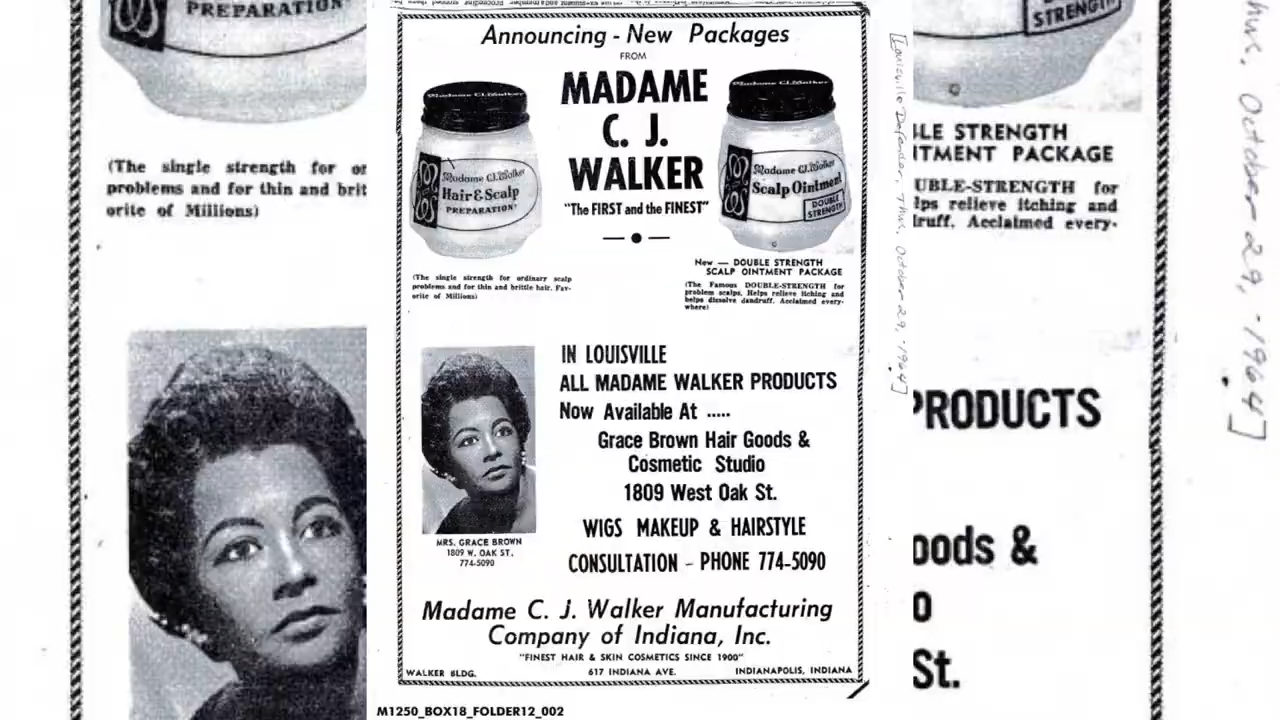 Announcing - New Packages
FROM
MADAME
C. J.
WALKER
"The FIRST and the FINEST"
Madame C.J. Walker
Madame C.J. Walker
Hair & Scalp
PREPARATION
Madame C.J. Walker
Madame C.J. Walker
Scalp Ointment
DOUBLE
STRENGTH
(The single strength for ordinary scalp
problems and for thin and brittle hair. Fav-
orite of Millions)
New — DOUBLE STRENGTH
SCALP OINTMENT PACKAGE
(The Famous DOUBLE-STRENGTH for
problem scalps. Helps relieve itching and
helps dissolve dandruff. Acclaimed every-
where)
IN LOUISVILLE
ALL MADAME WALKER PRODUCTS
Now Available At .....
Grace Brown Hair Goods &
Cosmetic Studio
1809 West Oak St.
WIGS MAKEUP & HAIRSTYLE
CONSULTATION - PHONE 774-5090
MRS. GRACE BROWN
1809 W. OAK ST.
774-5090
Madame C. J. Walker Manufacturing
Company of Indiana, Inc.
"FINEST HAIR & SKIN COSMETICS SINCE 1900"
WALKER BLDG. 617 INDIANA AVE. INDIANAPOLIS, INDIANA
[Louisville Defender, Thur. October 29, 1964]
M1250_BOX18_FOLDER12_002
PREPARATION
(The single strength for or
problems and for thin and brit
orite of Millions)
STRENGTH
LE STRENGTH
TMENT PACKAGE
UBLE-STRENGTH for
lps relieve itching and
druff. Acclaimed every-
PRODUCTS
oods &
o
St.
hur. October 29, 1964]